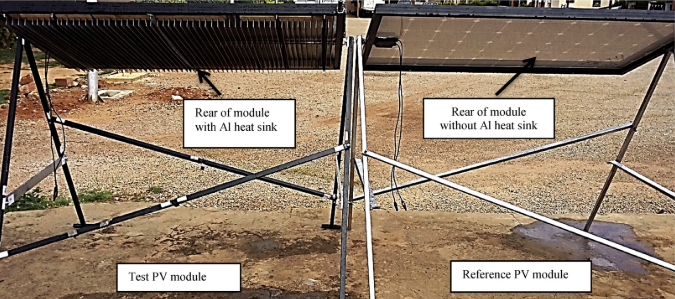 Rear of module
with Al heat sink
Rear of module
without Al heat sink
Test PV module
Reference PV module